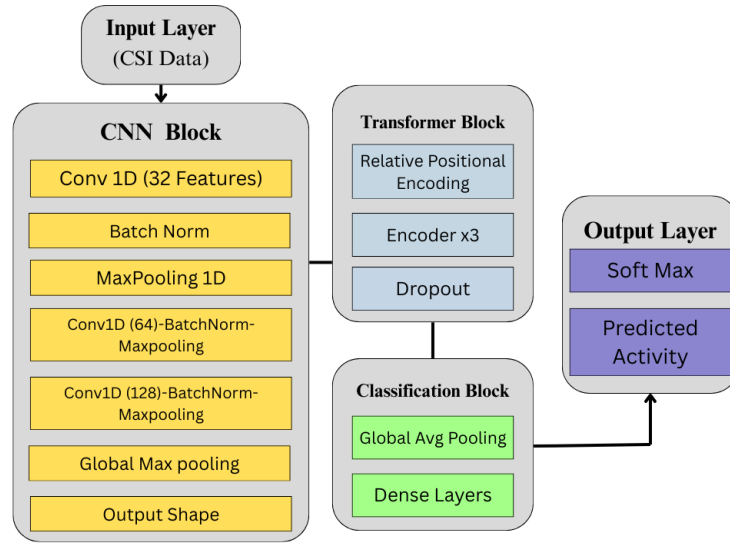 Input Layer
(CSI Data)
CNN Block
Conv 1D (32 Features)
Batch Norm
MaxPooling 1D
Conv1D (64)-BatchNorm-
Maxpooling
Conv1D (128)-BatchNorm-
Maxpooling
Global Max pooling
Output Shape
Transformer Block
Relative Positional
Encoding
Encoder x3
Dropout
Classification Block
Global Avg Pooling
Dense Layers
Output Layer
Soft Max
Predicted
Activity